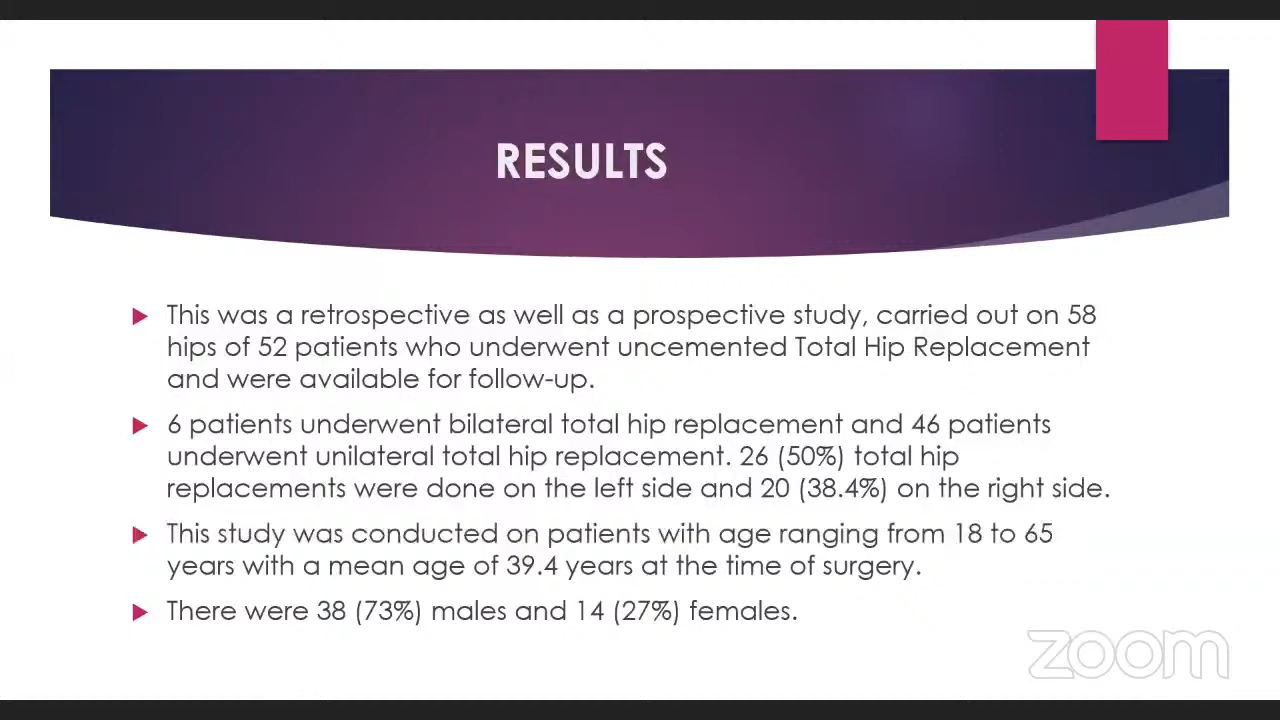 RESULTS
This was a retrospective as well as a prospective study, carried out on 58
hips of 52 patients who underwent uncemented Total Hip Replacement
and were available for follow-up.
6 patients underwent bilateral total hip replacement and 46 patients
underwent unilateral total hip replacement. 26 (50%) total hip
replacements were done on the left side and 20 (38.4%) on the right side.
This study was conducted on patients with age ranging from 18 to 65
years with a mean age of 39.4 years at the time of surgery.
There were 38 (73%) males and 14 (27%) females.
zoom